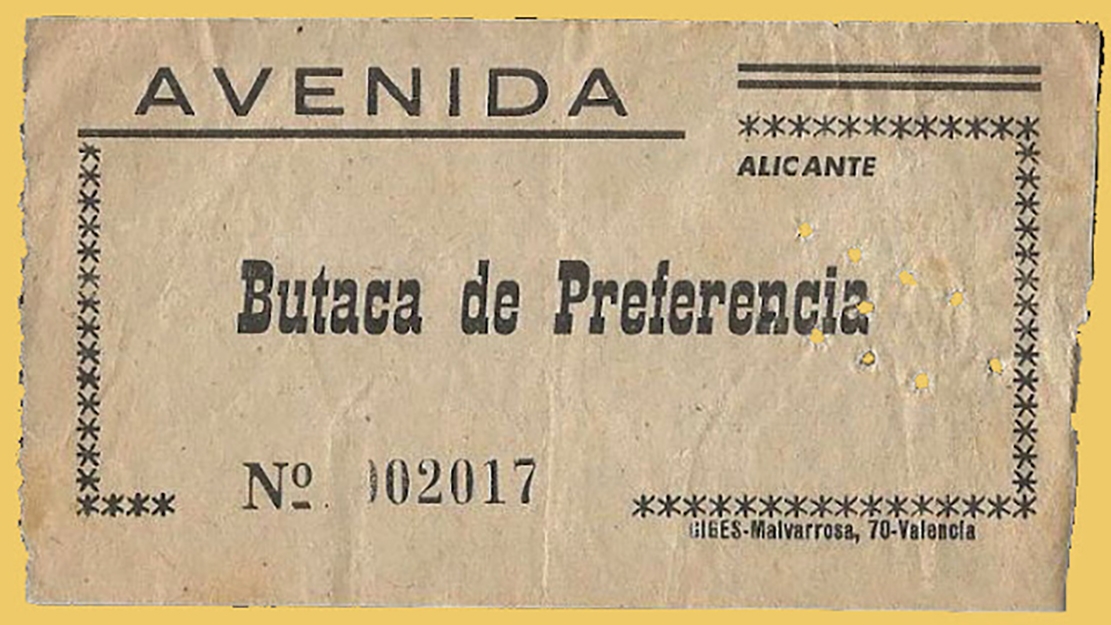 AVENIDA
ALICANTE
Butaca de Preferencia
Nº 002017
GIGES-Malvarrosa, 70-Valencia